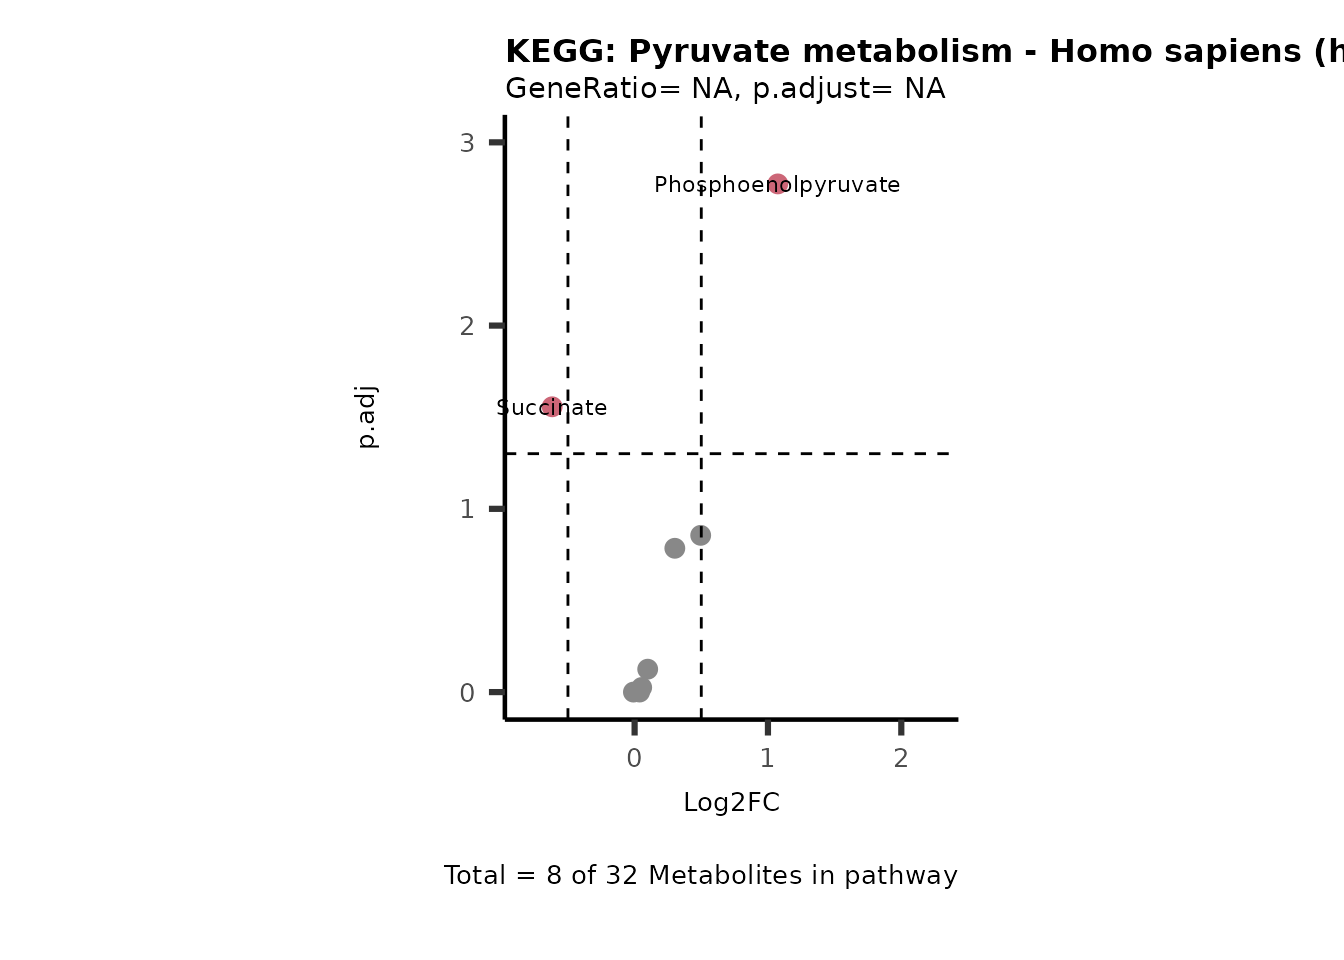 KEGG: Pyruvate metabolism - Homo sapiens (h
GeneRatio= NA, p.adjust= NA
3
Phosphoenolpyruvate
2
p.adj
Succinate
1
0
0 1 2
Log2FC
Total = 8 of 32 Metabolites in pathway